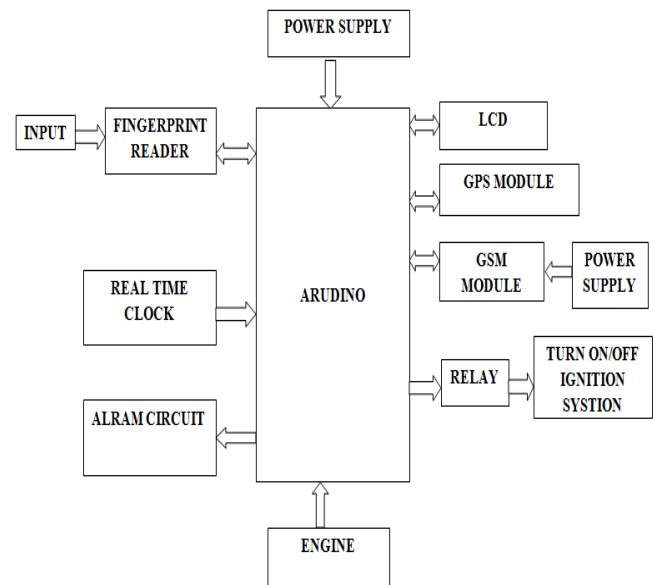 POWER SUPPLY
INPUT
FINGERPRINT
READER
LCD
GPS MODULE
GSM
MODULE
POWER
SUPPLY
REAL TIME
CLOCK
ARUDINO
RELAY
TURN ON/OFF
IGNITION
SYSTION
ALRAM CIRCUIT
ENGINE